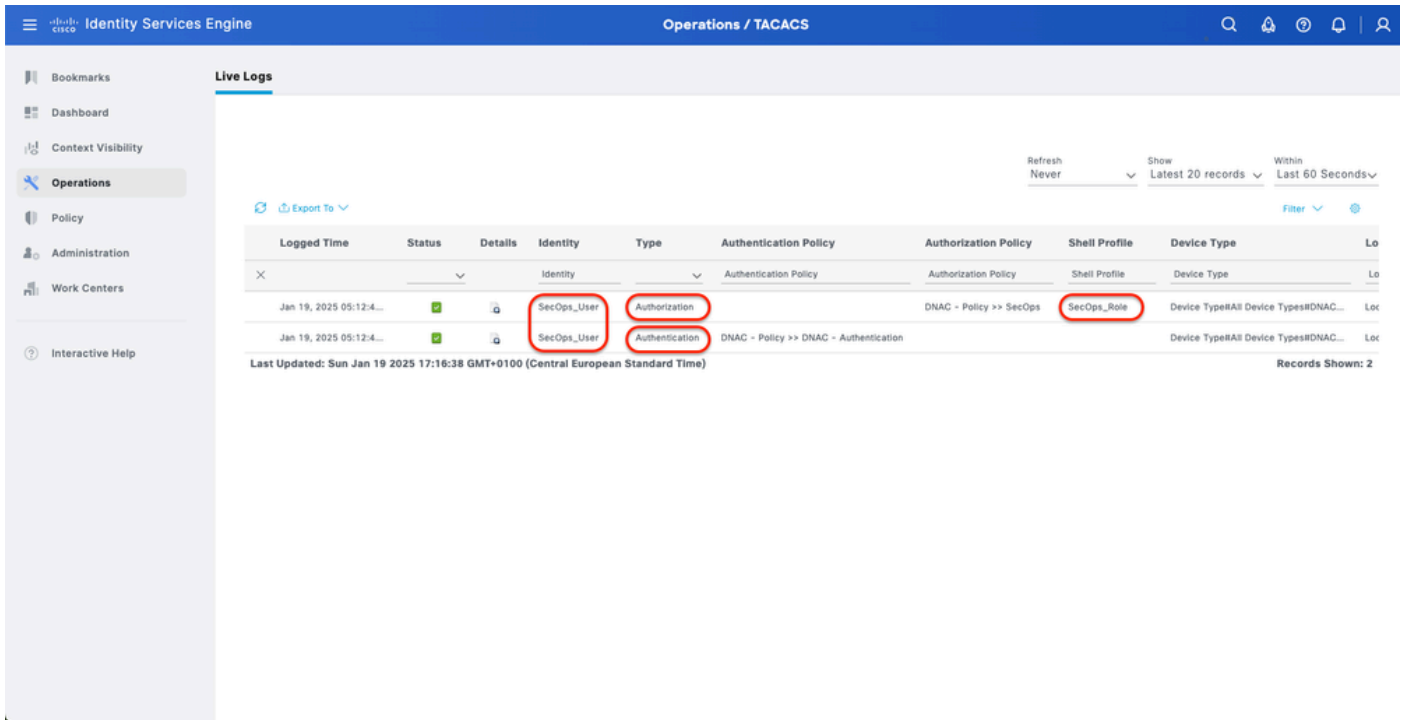 cisco Identity Services Engine
Operations / TACACS
Bookmarks
Dashboard
Context Visibility
Operations
Policy
Administration
Work Centers
Interactive Help
Live Logs
Refresh Show Within
Never Latest 20 records Last 60 Seconds
Export To Filter
Logged Time Status Details Identity Type Authentication Policy Authorization Policy Shell Profile Device Type Lo
Identity Authentication Policy Authorization Policy Shell Profile Device Type Lo
Jan 19, 2025 05:12:4... SecOps_User Authorization DNAC - Policy >> SecOps SecOps_Role Device Type#All Device Types#DNAC... Loc
Jan 19, 2025 05:12:4... SecOps_User Authentication DNAC - Policy >> DNAC - Authentication Device Type#All Device Types#DNAC... Loc
Last Updated: Sun Jan 19 2025 17:16:38 GMT+0100 (Central European Standard Time) Records Shown: 2